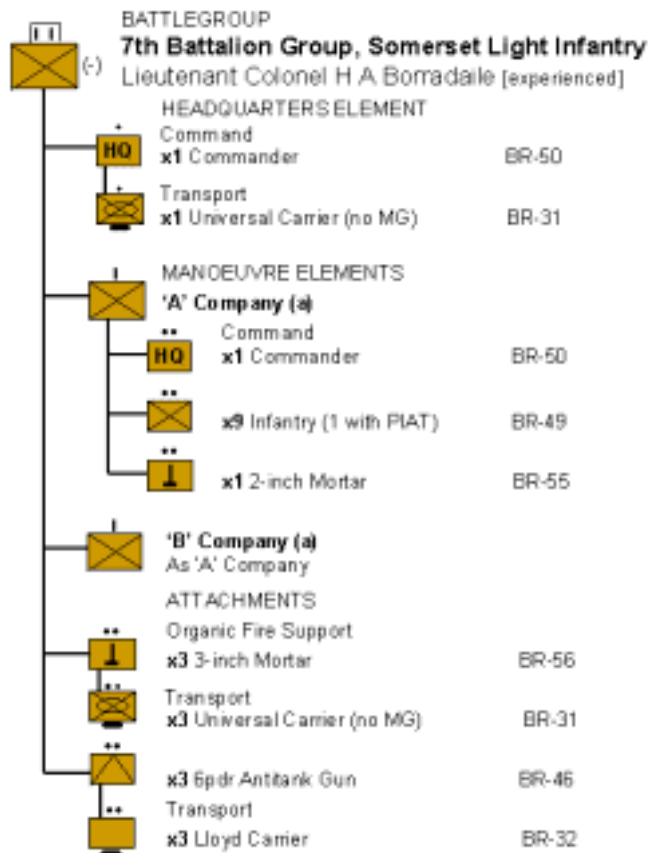 BATTLEGROUP
7th Battalion Group, Somerset Light Infantry
(-)
Lieutenant Colonel H A Borradaile [experienced]
HEADQUARTERS ELEMENT
Command
HQ
x1 Commander BR-50
Transport
x1 Universal Carrier (no MG) BR-31
MANOEUVRE ELEMENTS
'A' Company (a)
Command
HQ
x1 Commander BR-50
x9 Infantry (1 with PIAT) BR-49
x1 2-inch Mortar BR-55
'B' Company (a)
As 'A' Company
ATTACHMENTS
Organic Fire Support
x3 3-inch Mortar BR-56
Transport
x3 Universal Carrier (no MG) BR-31
x3 6pdr Antitank Gun BR-46
Transport
x3 Lloyd Carrier BR-32